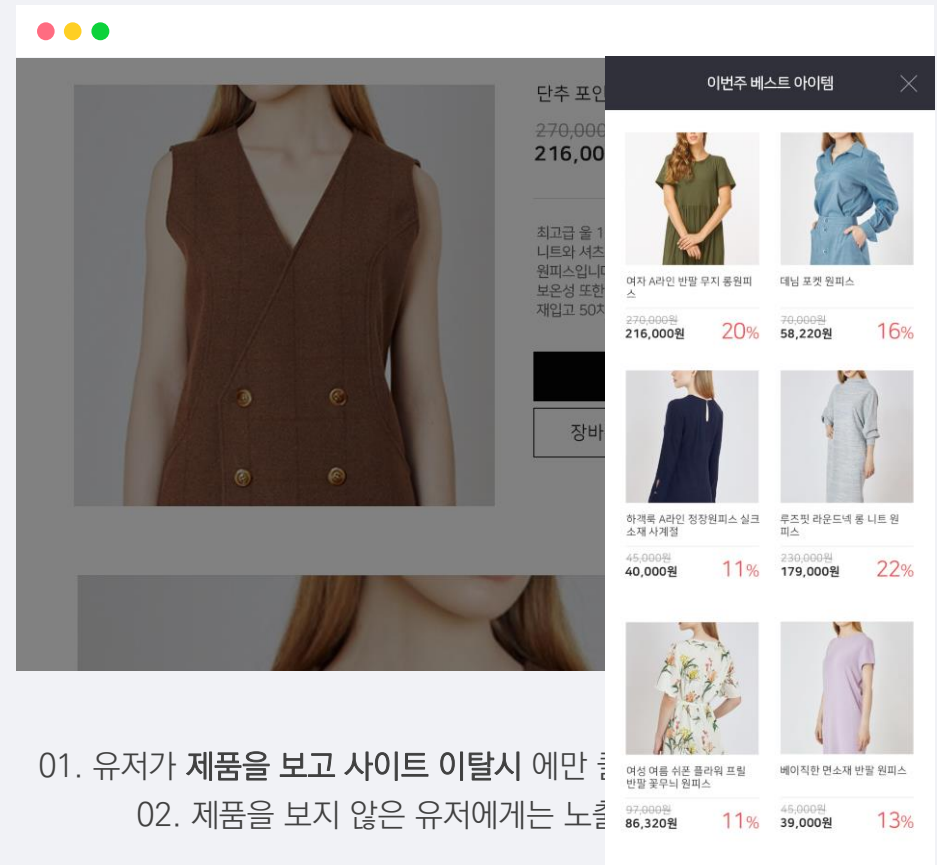 이번주 베스트 아이템
단추 포인
270,000
216,00
최고급 울 1
니트와 셔츠
원피스입니다
보온성 또한
재입고 50차
장바
여자 A라인 반팔 무지 롱원피
스
270,000원
216,000원
20%
데님 포켓 원피스
70,000원
58,220원
16%
하객룩 A라인 정장원피스 실크
소재 사계절
45,000원
40,000원
11%
루즈핏 라운드넥 롱 니트 원
피스
230,000원
179,000원
22%
여성 여름 쉬폰 플라워 프릴
반팔 꽃무늬 원피스
97,000원
86,320원
11%
베이직한 면소재 반팔 원피스
45,000원
39,000원
13%
01. 유저가 제품을 보고 사이트 이탈시 에만
02. 제품을 보지 않은 유저에게는 노출